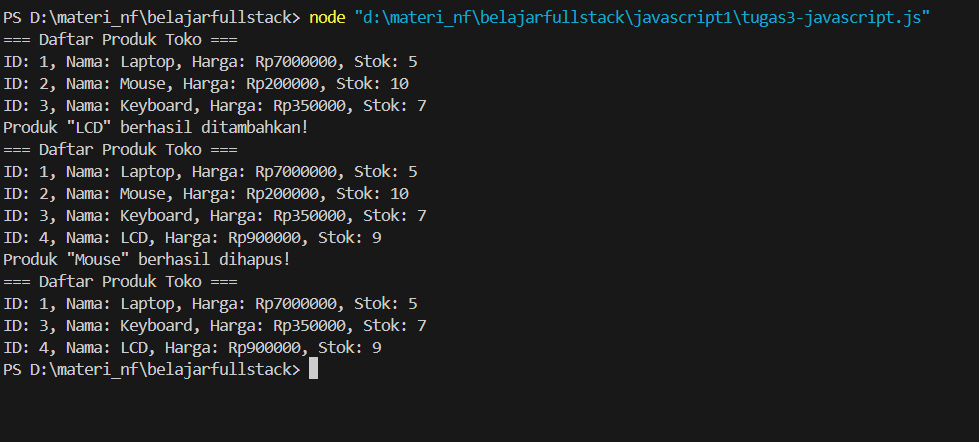 PS D:\materi_nf\belajarfullstack> node "d:\materi_nf\belajarfullstack\javascript1\tugas3-javascript.js"
=== Daftar Produk Toko ===
ID: 1, Nama: Laptop, Harga: Rp7000000, Stok: 5
ID: 2, Nama: Mouse, Harga: Rp200000, Stok: 10
ID: 3, Nama: Keyboard, Harga: Rp350000, Stok: 7
Produk "LCD" berhasil ditambahkan!
=== Daftar Produk Toko ===
ID: 1, Nama: Laptop, Harga: Rp7000000, Stok: 5
ID: 2, Nama: Mouse, Harga: Rp200000, Stok: 10
ID: 3, Nama: Keyboard, Harga: Rp350000, Stok: 7
ID: 4, Nama: LCD, Harga: Rp900000, Stok: 9
Produk "Mouse" berhasil dihapus!
=== Daftar Produk Toko ===
ID: 1, Nama: Laptop, Harga: Rp7000000, Stok: 5
ID: 3, Nama: Keyboard, Harga: Rp350000, Stok: 7
ID: 4, Nama: LCD, Harga: Rp900000, Stok: 9
PS D:\materi_nf\belajarfullstack>